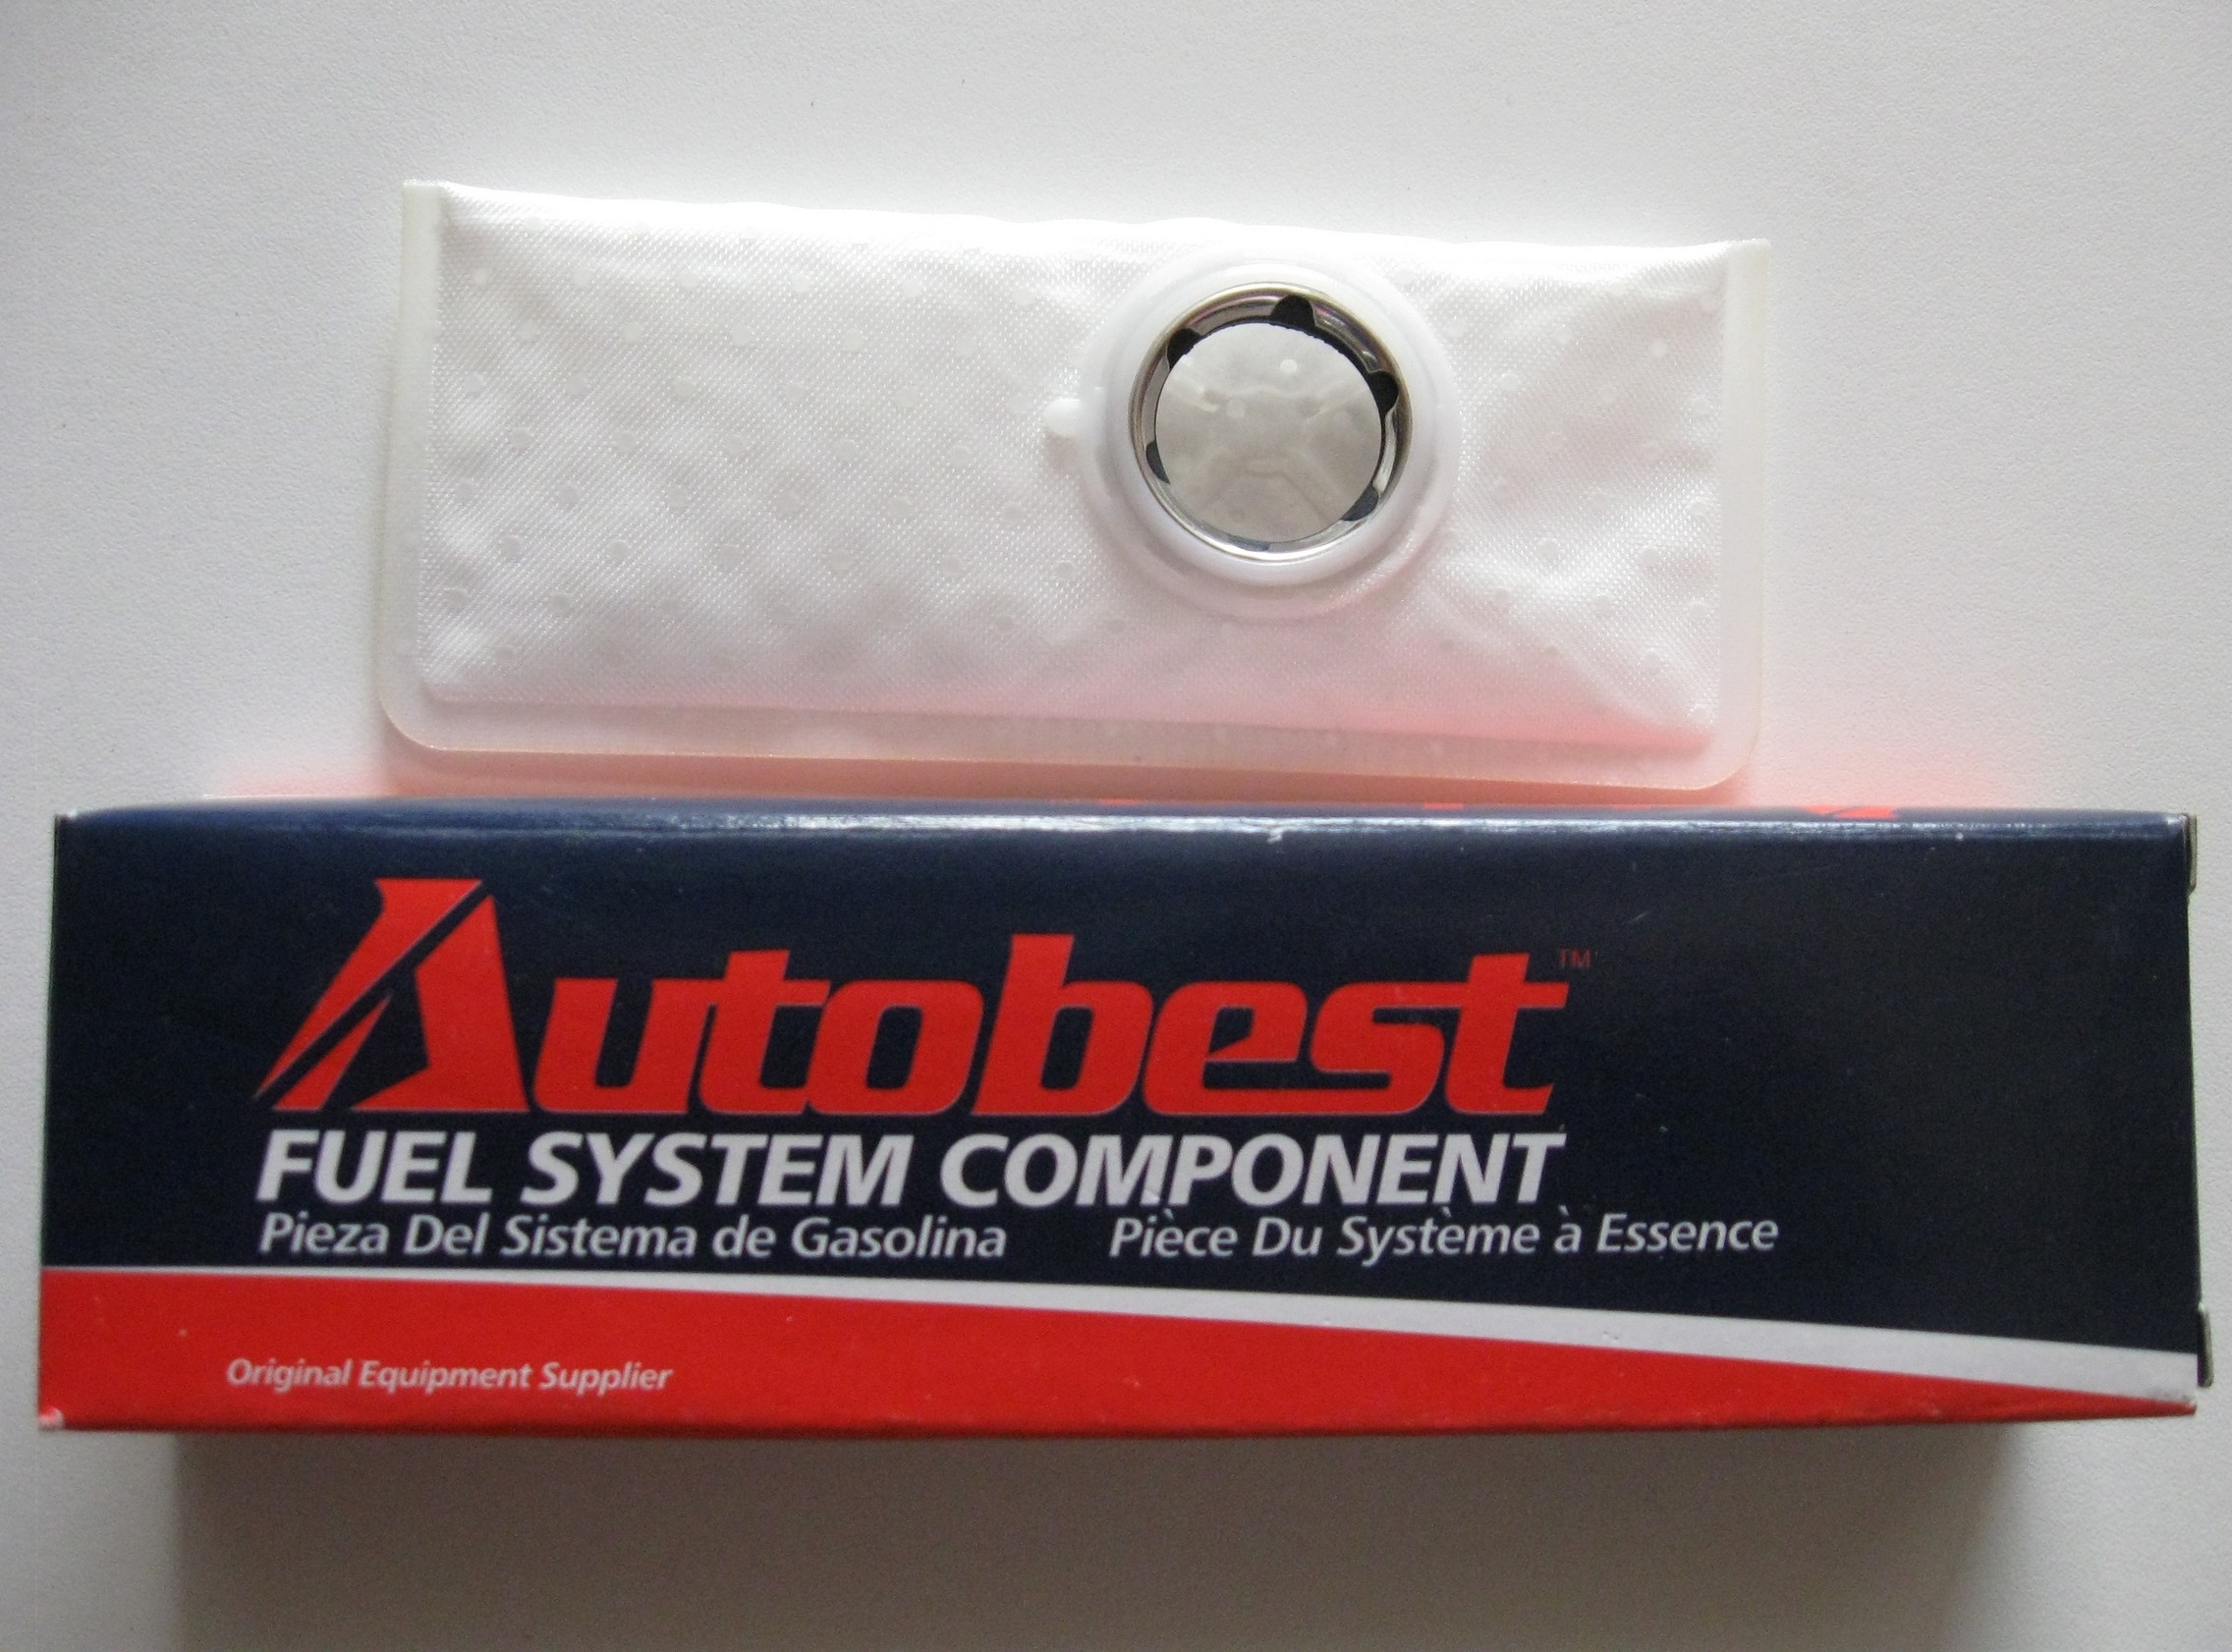 Autobest™
FUEL SYSTEM COMPONENT
Pieza Del Sistema de Gasolina Pièce Du Système à Essence
Original Equipment Supplier